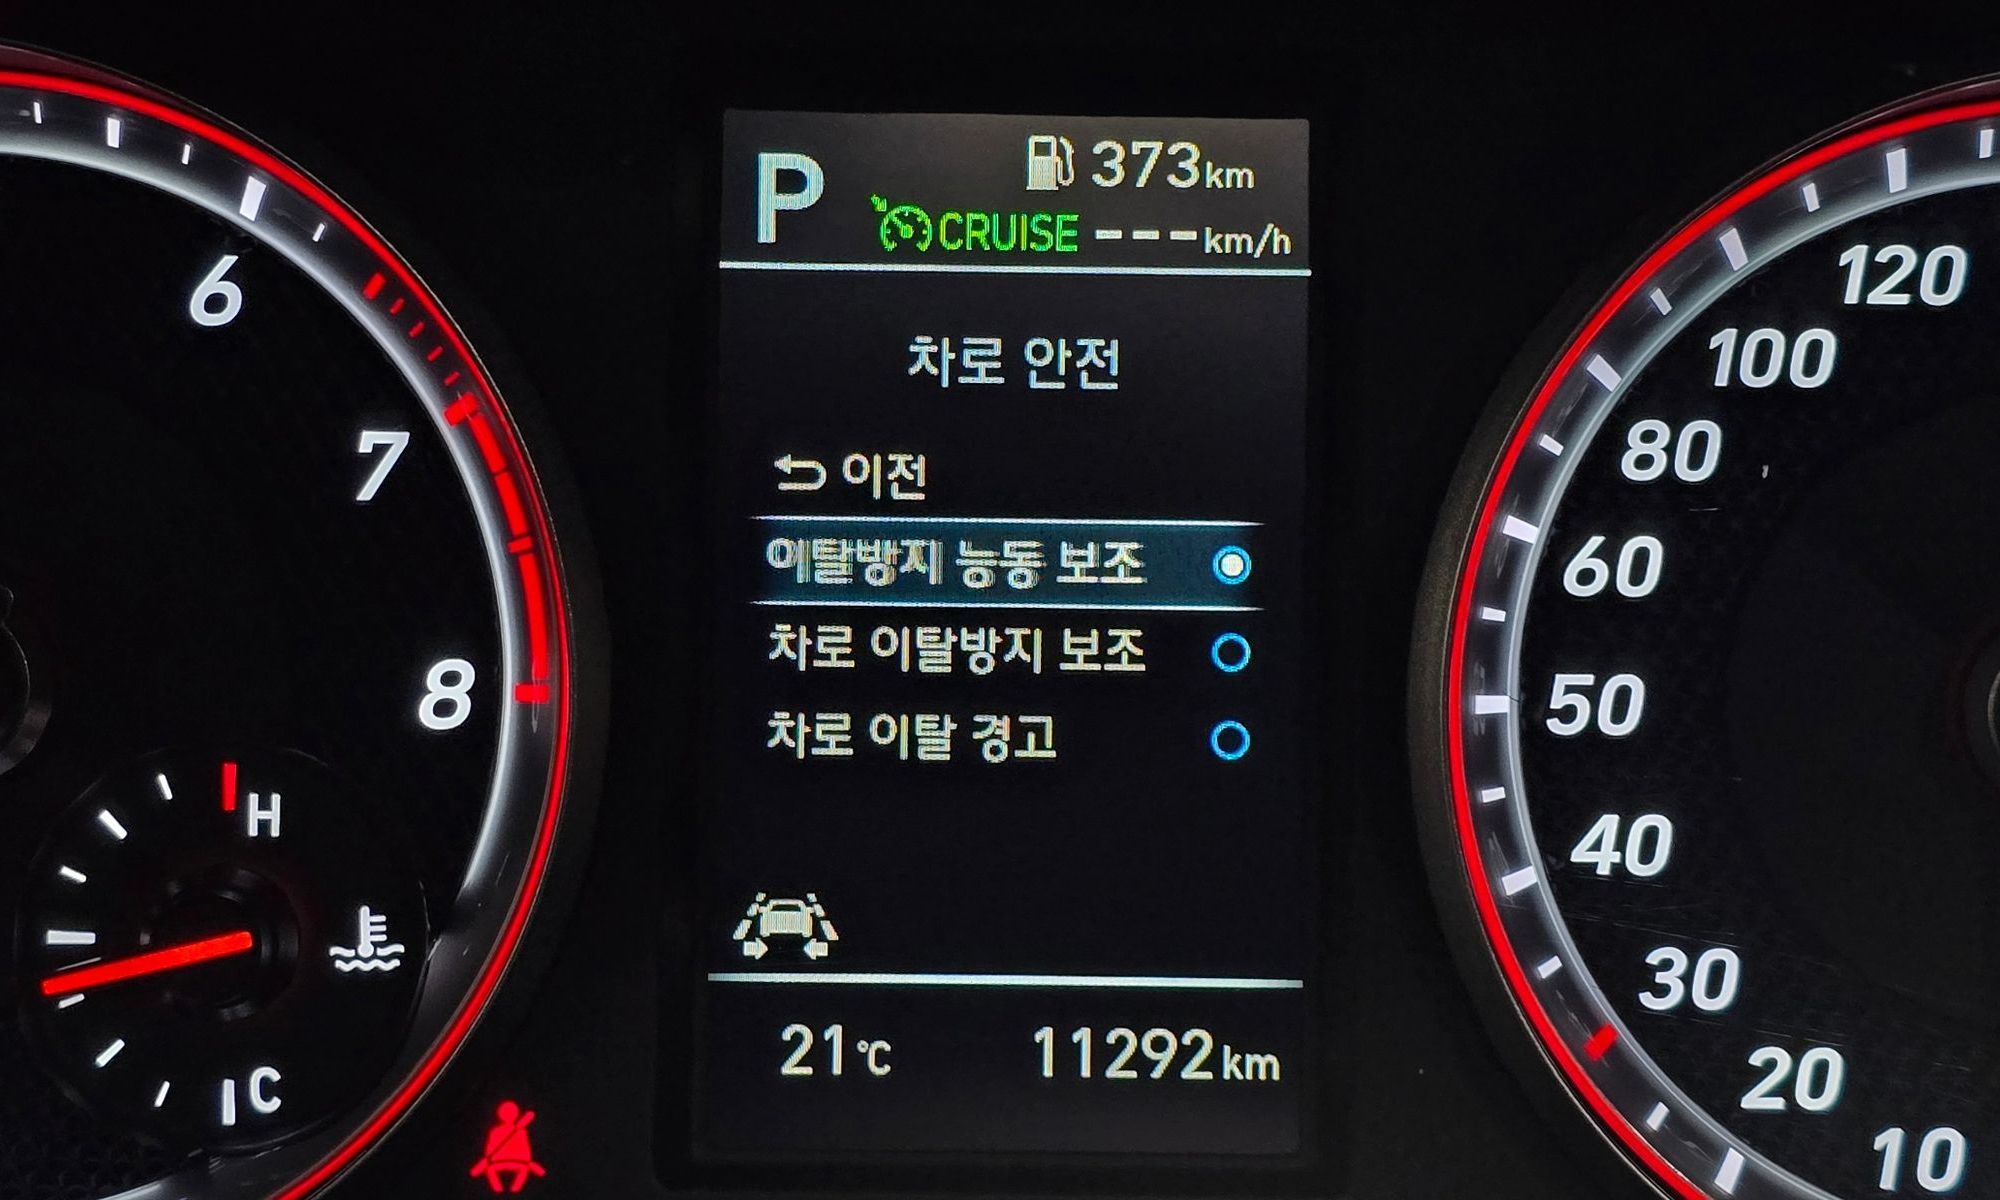 P
373km
CRUISE ---km/h
차로 안전
이전
이탈방지 능동 보조
차로 이탈방지 보조
차로 이탈 경고
21℃ 11292km
6
7
8
H
C
120
100
80
60
50
40
30
20
10